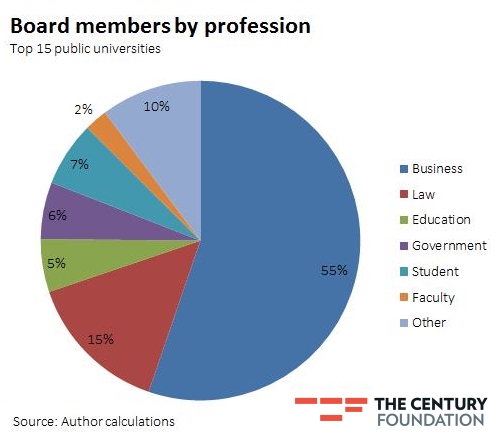 Board members by profession
Top 15 public universities
2%
10%
7%
6%
5%
15%
55%
Business
Law
Education
Government
Student
Faculty
Other
Source: Author calculations
THE CENTURY
FOUNDATION